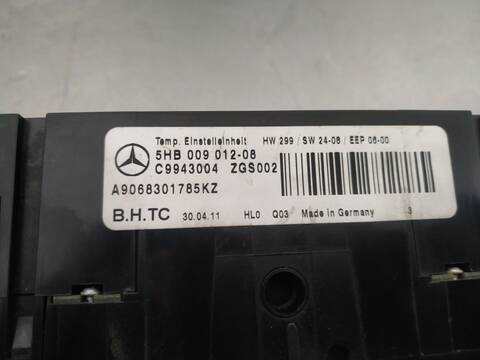 Temp. Einstelleinheit HW 299 / SW 24-08 / EEP 08-00
5HB 009 012-08
C9943004 ZGS002
A9068301785KZ
B.H.TC 30.04.11 HL0 Q03 Made in Germany 3